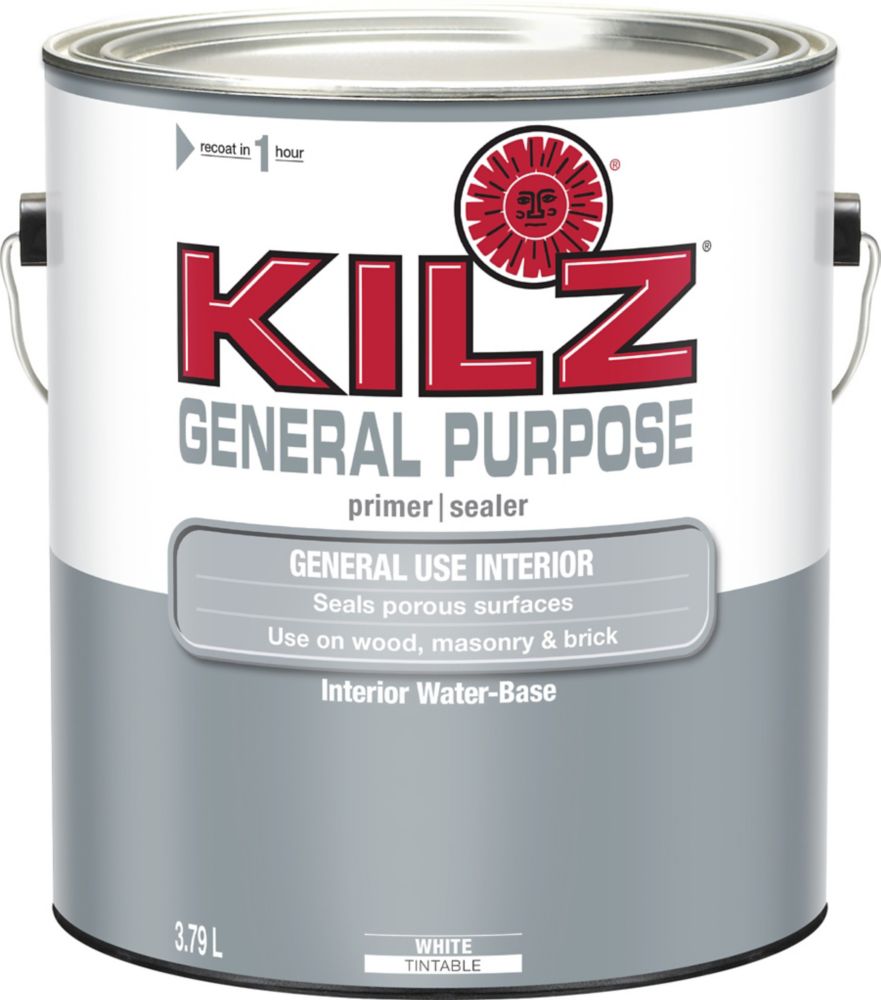 recoat in 1 hour
®
KILZ®
GENERAL PURPOSE
primer | sealer
GENERAL USE INTERIOR
Seals porous surfaces
Use on wood, masonry & brick
Interior Water-Base
3.79 L
WHITE
TINTABLE